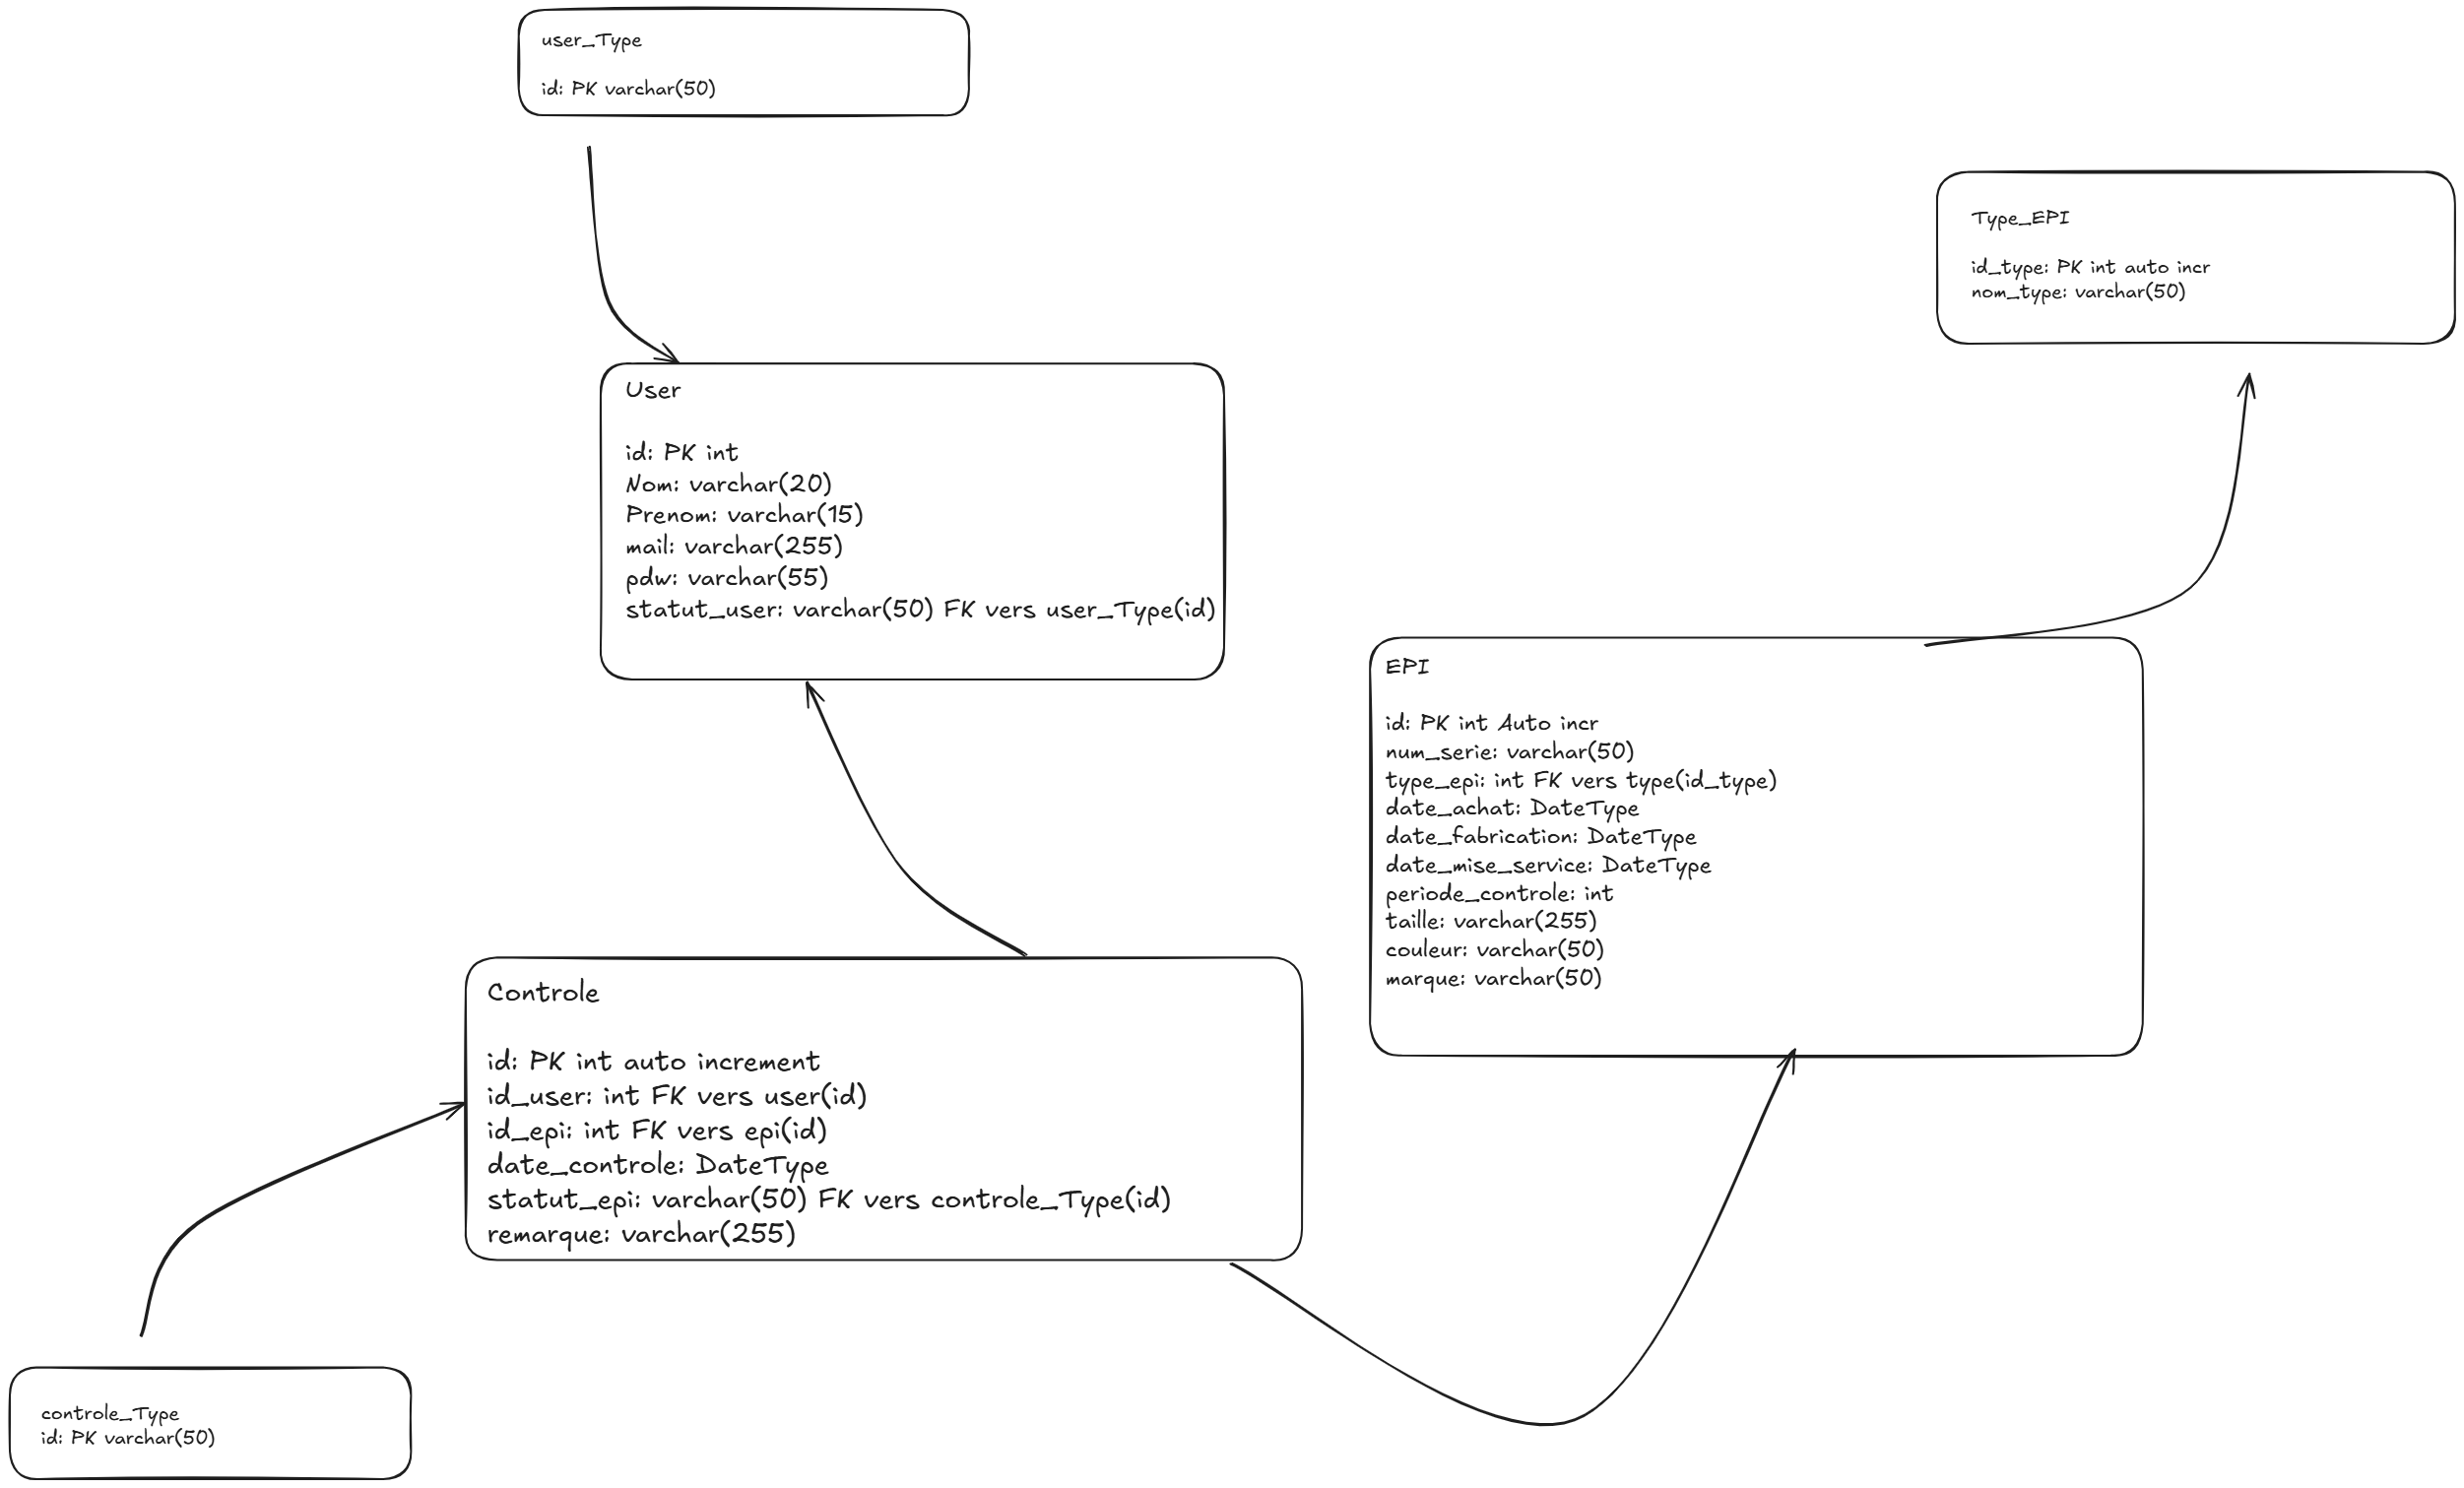 user_Type
id: PK varchar(50)
Type_EPI
id_type: PK int auto incr
nom_type: varchar(50)
User
id: PK int
Nom: varchar(20)
Prenom: varchar(15)
mail: varchar(255)
pdw: varchar(55)
statut_user: varchar(50) FK vers user_Type(id)
EPI
id: PK int Auto incr
num_serie: varchar(50)
type_epi: int FK vers type(id_type)
date_achat: DateType
date_fabrication: DateType
date_mise_service: DateType
periode_controle: int
taille: varchar(255)
couleur: varchar(50)
marque: varchar(50)
Controle
id: PK int auto increment
id_user: int FK vers user(id)
id_epi: int FK vers epi(id)
date_controle: DateType
statut_epi: varchar(50) FK vers controle_Type(id)
remarque: varchar(255)
controle_Type
id: PK varchar(50)